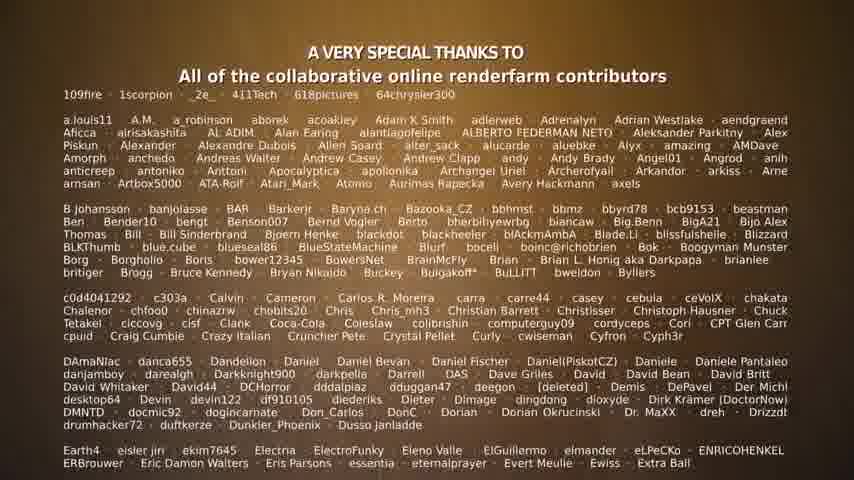 A VERY SPECIAL THANKS TO
All of the collaborative online renderfarm contributors
109fire · 1scorpion · _2e_ · 411Tech · 618pictures · 64chrysler300
a.louis11 A.M. a_robinson aborek acoakley Adam K Smith adlerweb Adrenalyn Adrian Westlake aendgraend
Aficca airisakashita AL ADIM. Alan Earing alantiagofelipe ALBERTO FEDERMAN NETO Aleksander Parkitny Alex
Piskun Alexander Alexandre Dubois Allen Soard alter_sack alucarde aluebke Alyx amazing AMDave
Amorph anchedo Andreas Walter Andrew Casey Andrew Clapp andy Andy Brady Angel01 Angrod anih
anticreep antoniko Anttoni Apocalyptica apollonika Archangel Uriel Archerofyail Arkandor arkiss Arne
arnsan Artbox5000 ATA-Rolf Atari_Mark Atomo Aurimas Rapecka Avery Hackmann axels
B Johansson banjolasse BAR Barkerjr Baryna.ch Bazooka_CZ bbhmst bbmz bbyrd78 bcb9153 beastman
Ben Bender10 bengt Benson007 Bernd Vogler Berto bherbihyewrbg biancaw Big.Benn BigA21 Bijo Alex
Thomas · Bill · Bill Sinderbrand Bjoern Henke blackdot blackheeler blAckmAmbA Blade.Li blissfulshelle Blizzard
BLKThumb blue.cube blueseal86 BlueStateMachine Blurf boceli boinc@richobrien Bok Boogyman Munster
Borg Borgholio Boris bower12345 BowersNet BrainMcFly Brian Brian L. Honig aka Darkpapa brianlee
britiger Brogg Bruce Kennedy Bryan Nikaido Buckey Bulgakoff* BuLLITT bweldon Byllers
c0d4041292 c303a Calvin Cameron Carlos R. Moreira carra carre44 casey cebula ceVoIX chakata
Chalenor chfoo0 chinazrw chobits20 Chris Chris_mh3 Christian Barrett Christisser Christoph Hausner Chuck
Tetakel ciccovg cisf Clank Coca-Cola Coleslaw colibrishin computerguy09 cordyceps Cori CPT Glen Carr
cpuid Craig Cumbie Crazy Italian Cruncher Pete Crystal Pellet Curly cwiseman Cyfron Cyph3r
DAmaNIac danca655 Dandelion Daniel Daniel Bevan Daniel Fischer Daniel(PiskotCZ) Daniele Daniele Pantaleo
danjamboy darealgh Darkknight900 darkpella Darrell DAS Dave Griles David David Bean David Britt
David Whitaker David44 DCHorror dddalpiaz dduggan47 deegon [deleted] Demis DePavel Der Michl
desktop64 Devin devin122 df910105 diederiks Dieter Dimage dingdong dioxyde Dirk Krämer (DoctorNow)
DMNTD docmic92 dogincarnate Don_Carlos DonC Dorian Dorian Okrucinski Dr. MaXX dreh Drizzdt
drumhacker72 duftkerze Dunkler_Phoenix Dusso Janladde
Earth4 eisler jiri ekim7645 Electria ElectroFunky Eleno Valle ElGuillermo elmander eLPeCKo ENRICOHENKEL
ERBrouwer Eric Damon Walters Eris Parsons essentia eternalprayer Evert Meulie Ewiss Extra Ball